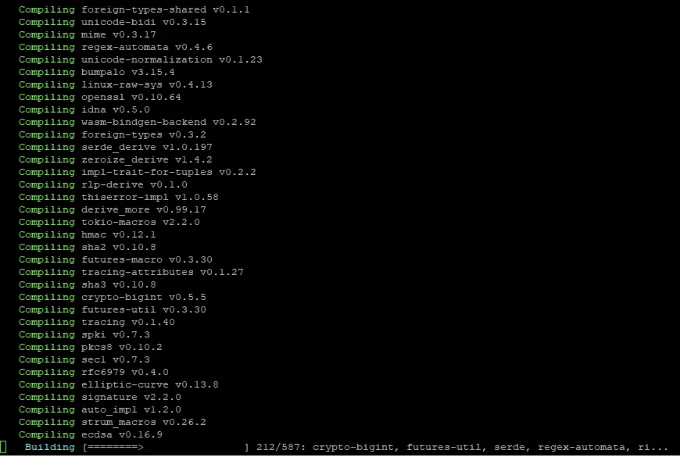 Compiling foreign-types-shared v0.1.1
Compiling unicode-bidi v0.3.15
Compiling mime v0.3.17
Compiling regex-automata v0.4.6
Compiling unicode-normalization v0.1.23
Compiling bumpalo v3.15.4
Compiling linux-raw-sys v0.4.13
Compiling openssl v0.10.64
Compiling idna v0.5.0
Compiling wasm-bindgen-backend v0.2.92
Compiling foreign-types v0.3.2
Compiling serde_derive v1.0.197
Compiling zeroize_derive v1.4.2
Compiling impl-trait-for-tuples v0.2.2
Compiling rlp-derive v0.1.0
Compiling thiserror-impl v1.0.58
Compiling derive_more v0.99.17
Compiling tokio-macros v2.2.0
Compiling hmac v0.12.1
Compiling sha2 v0.10.8
Compiling futures-macro v0.3.30
Compiling tracing-attributes v0.1.27
Compiling sha3 v0.10.8
Compiling crypto-bigint v0.5.5
Compiling futures-util v0.3.30
Compiling tracing v0.1.40
Compiling spki v0.7.3
Compiling pkcs8 v0.10.2
Compiling sec1 v0.7.3
Compiling rfc6979 v0.4.0
Compiling elliptic-curve v0.13.8
Compiling signature v2.2.0
Compiling auto_impl v1.2.0
Compiling strum_macros v0.26.2
Compiling ecdsa v0.16.9
Building [========>                ] 212/587: crypto-bigint, futures-util, serde, regex-automata, ri...